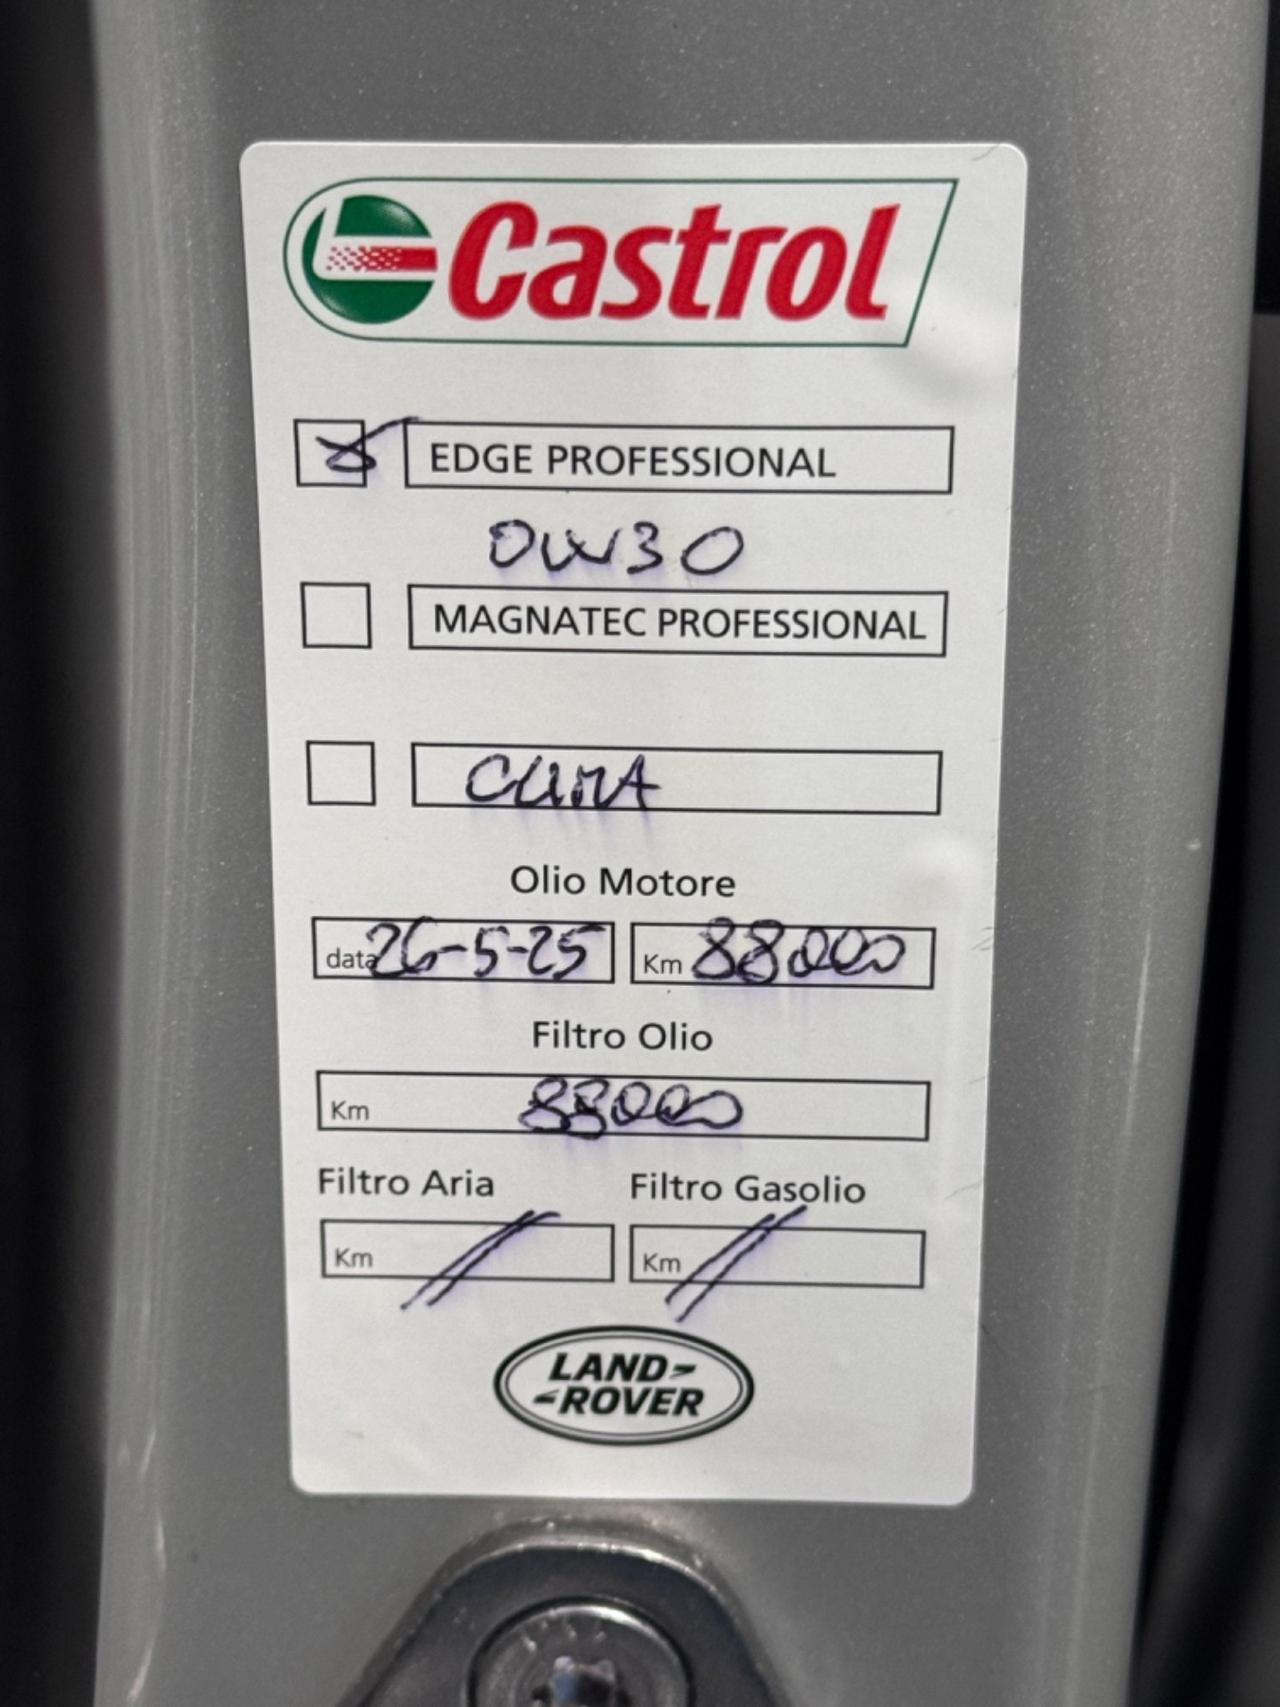 Castrol
EDGE PROFESSIONAL
0W30
MAGNATEC PROFESSIONAL
CLIMA
Olio Motore
data 26-5-25 Km 88000
Filtro Olio
Km 88000
Filtro Aria Filtro Gasolio
Km // Km //
LAND-
-ROVER